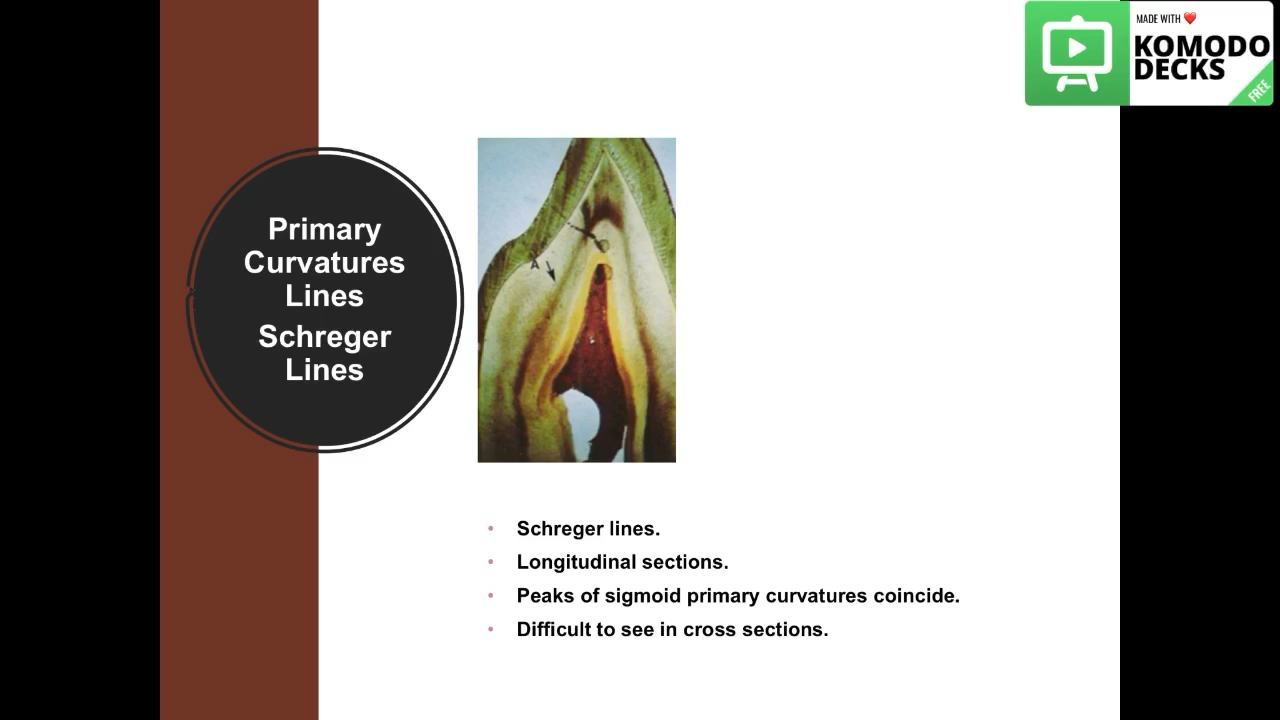 MADE WITH ❤️
KOMODO
DECKS
FREE
Primary
Curvatures
Lines
Schreger
Lines
A
• Schreger lines.
• Longitudinal sections.
• Peaks of sigmoid primary curvatures coincide.
• Difficult to see in cross sections.